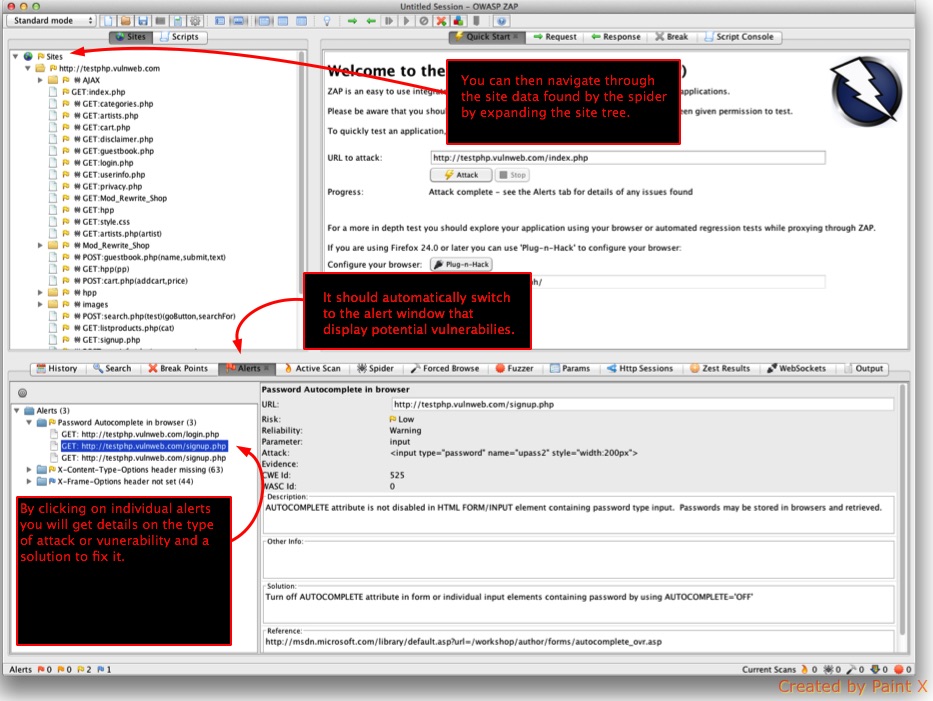 Untitled Session - OWASP ZAP
Standard mode
Sites
Scripts
Quick Start
Request
Response
Break
Script Console
Sites
http://testphp.vulnweb.com
AJAX
GET:index.php
GET:categories.php
GET:artists.php
GET:cart.php
GET:disclaimer.php
GET:guestbook.php
GET:login.php
GET:userinfo.php
GET:privacy.php
GET:Mod_Rewrite_Shop
GET:hpp
GET:style.css
GET:artists.php(artist)
Mod_Rewrite_Shop
POST:guestbook.php(name,submit,text)
GET:hpp(pp)
POST:cart.php(addcart,price)
hpp
images
POST:search.php(test)(goButton,searchFor)
GET:listproducts.php(cat)
GET:signup.php
Welcome to the )
ZAP is an easy to use applications.
Please be aware that you been given permission to test.
To quickly test an application,
You can then navigate through
the site data found by the spider
by expanding the site tree.
URL to attack: http://testphp.vulnweb.com/index.php
Attack
Stop
Progress: Attack complete - see the Alerts tab for details of any issues found
For a more in depth test you should explore your application using your browser or automated regression tests while proxying through ZAP.
If you are using Firefox 24.0 or later you can use 'Plug-n-Hack' to configure your browser:
Configure your browser: Plug-n-Hack
h/
It should automatically switch
to the alert window that
display potential vulnerabilies.
History
Search
Break Points
Alerts
Active Scan
Spider
Forced Browse
Fuzzer
Params
Http Sessions
Zest Results
WebSockets
Output
Alerts (3)
Password Autocomplete in browser (3)
GET: http://testphp.vulnweb.com/login.php
GET: http://testphp.vulnweb.com/signup.php
GET: http://testphp.vulnweb.com/signup.php
X-Content-Type-Options header missing (63)
X-Frame-Options header not set (44)
By clicking on individual alerts
you will get details on the type
of attack or vunerability and a
solution to fix it.
Password Autocomplete in browser
URL: http://testphp.vulnweb.com/signup.php
Risk: Low
Reliability: Warning
Parameter: input
Attack: <input type="password" name="upass2" style="width:200px">
Evidence:
CWE Id: 525
WASC Id: 0
Description:
AUTOCOMPLETE attribute is not disabled in HTML FORM/INPUT element containing password type input. Passwords may be stored in browsers and retrieved.
Other Info:
Solution:
Turn off AUTOCOMPLETE attribute in form or individual input elements containing password by using AUTOCOMPLETE='OFF'
Reference:
http://msdn.microsoft.com/library/default.asp?url=/workshop/author/forms/autocomplete_ovr.asp
Alerts 0 0 2 1
Current Scans 0 0 0 0 0
Created by Paint X